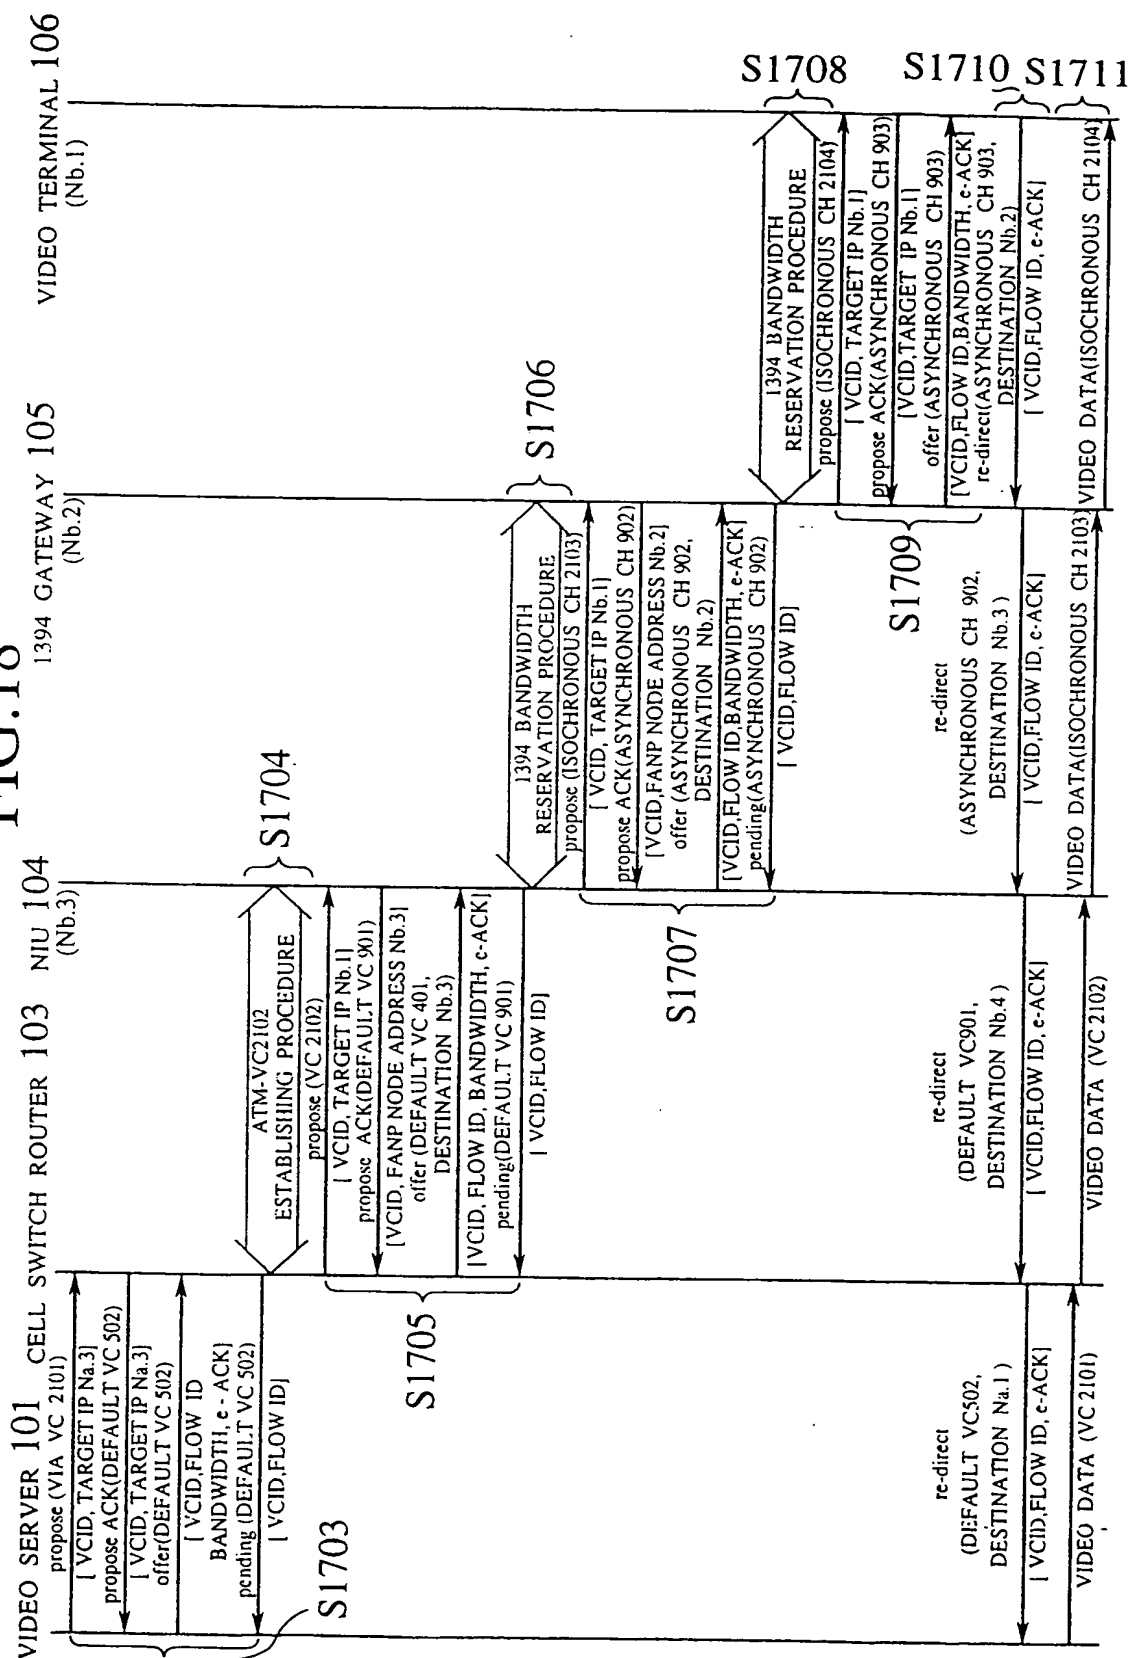 FIG.18
VIDEO SERVER 101
CELL SWITCH ROUTER 103
NIU 104
(Nb.3)
1394 GATEWAY 105
(Nb.2)
VIDEO TERMINAL 106
(Nb.1)
propose (VIA VC 2101)
[ VCID, TARGET IP Na.3]
propose ACK(DEFAULT VC 502)
[ VCID, TARGET IP Na.3]
offer(DEFAULT VC 502)
[ VCID,FLOW ID
BANDWIDTH, e - ACK]
pending (DEFAULT VC 502)
[ VCID,FLOW ID]
S1703
ATM-VC2102
ESTABLISHING PROCEDURE
S1704
propose (VC 2102)
[ VCID, TARGET IP Nb.1]
propose ACK(DEFAULT VC 901)
[VCID, FANP NODE ADDRESS Nb.3]
offer (DEFAULT VC 401,
DESTINATION Nb.3)
[VCID, FLOW ID, BANDWIDTH, e-ACK]
pending(DEFAULT VC 901)
[ VCID,FLOW ID]
S1705
1394 BANDWIDTH
RESERVATION PROCEDURE
S1706
propose (ISOCHRONOUS CH 2103)
[ VCID, TARGET IP Nb.1]
propose ACK(ASYNCHRONOUS CH 902)
[VCID,FANP NODE ADDRESS Nb.2]
offer (ASYNCHRONOUS CH 902,
DESTINATION Nb.2)
[VCID,FLOW ID,BANDWIDTH, e-ACK]
pending(ASYNCHRONOUS CH 902)
[ VCID,FLOW ID]
S1707
1394 BANDWIDTH
RESERVATION PROCEDURE
S1708
propose (ISOCHRONOUS CH 2104)
[ VCID, TARGET IP Nb.1]
propose ACK(ASYNCHRONOUS CH 903)
[VCID,TARGET IP Nb.1]
offer (ASYNCHRONOUS CH 903)
[VCID,FLOW ID,BANDWIDTH, e-ACK]
S1709
re-direct(ASYNCHRONOUS CH 903,
DESTINATION Nb.2)
[ VCID,FLOW ID, e-ACK]
S1710
re-direct
(ASYNCHRONOUS CH 902,
DESTINATION Nb.3 )
[ VCID,FLOW ID, e-ACK]
re-direct
(DEFAULT VC901,
DESTINATION Nb.4 )
[ VCID,FLOW ID, e-ACK]
re-direct
(DEFAULT VC502,
DESTINATION Na.1 )
[ VCID,FLOW ID, e-ACK]
VIDEO DATA (VC 2101)
VIDEO DATA (VC 2102)
VIDEO DATA(ISOCHRONOUS CH 2103)
VIDEO DATA(ISOCHRONOUS CH 2104)
S1711